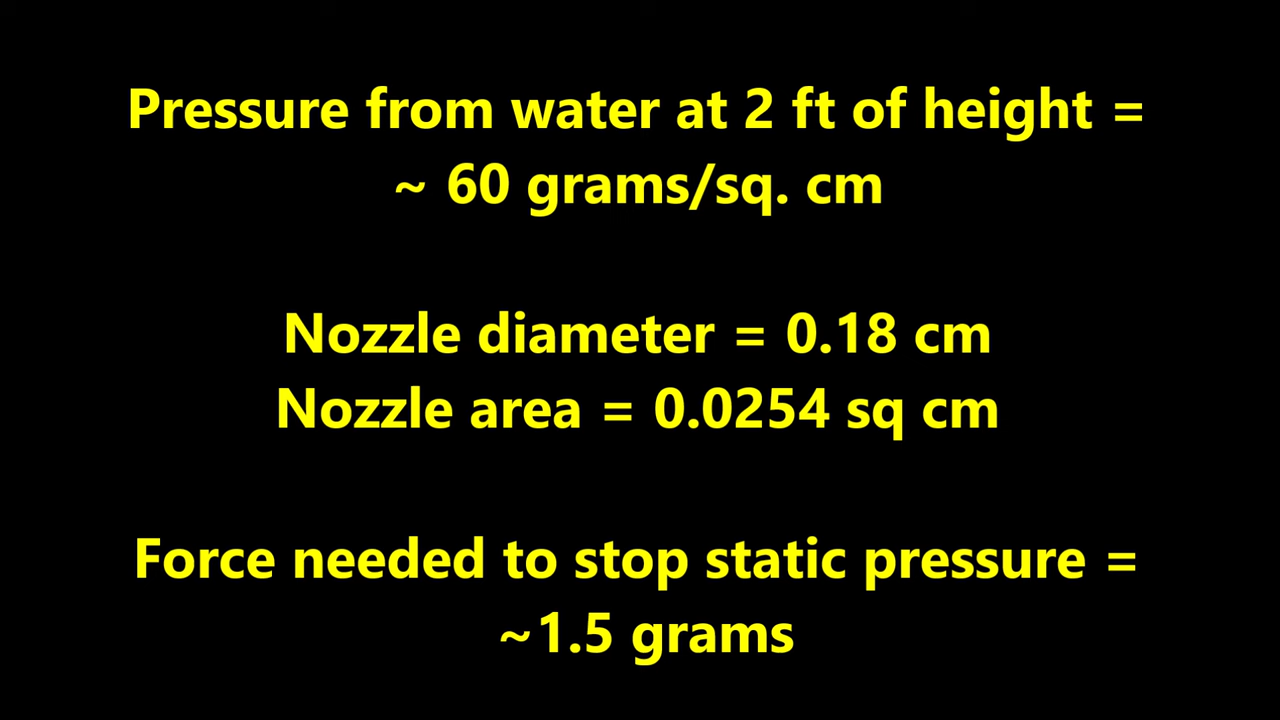 Pressure from water at 2 ft of height =
~ 60 grams/sq. cm
Nozzle diameter = 0.18 cm
Nozzle area = 0.0254 sq cm
Force needed to stop static pressure =
~1.5 grams